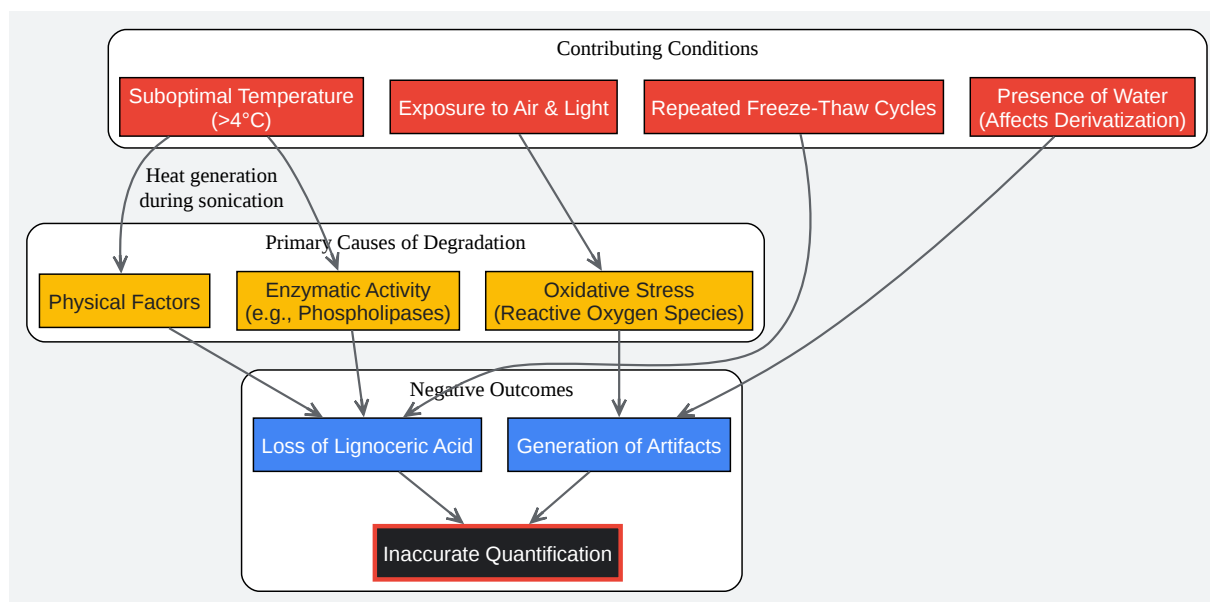 Contributing Conditions
Suboptimal Temperature
(>4°C)
Exposure to Air & Light
Repeated Freeze-Thaw Cycles
Presence of Water
(Affects Derivatization)
Heat generation
during sonication
Primary Causes of Degradation
Physical Factors
Enzymatic Activity
(e.g., Phospholipases)
Oxidative Stress
(Reactive Oxygen Species)
Negative Outcomes
Loss of Lignoceric Acid
Generation of Artifacts
Inaccurate Quantification